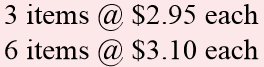 3 items @ $2.95 each
6 items @ $3.10 each